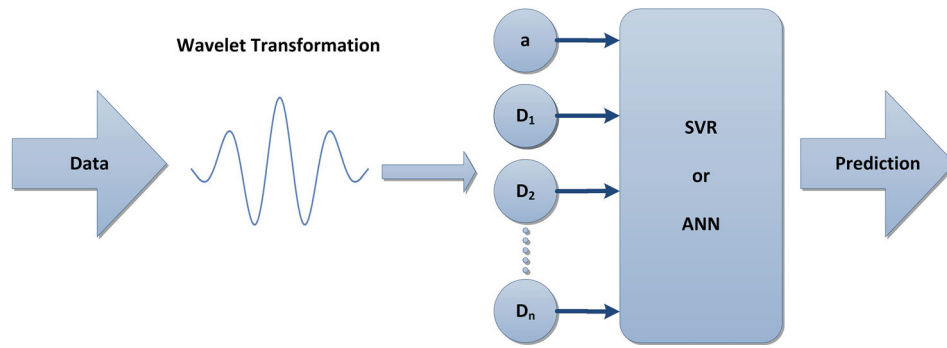 Wavelet Transformation
Data
a
D₁
D₂
Dₙ
SVR
or
ANN
Prediction